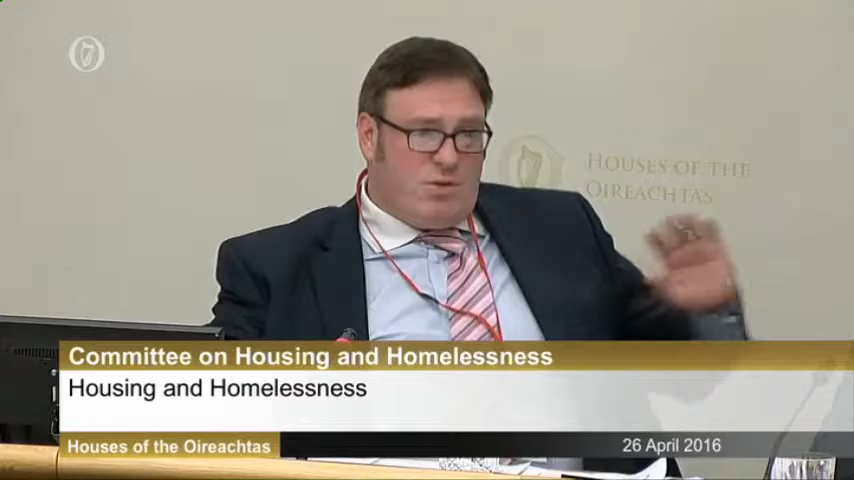 HOUSES OF THE
OIREACHTAS
Committee on Housing and Homelessness
Housing and Homelessness
Houses of the Oireachtas
26 April 2016